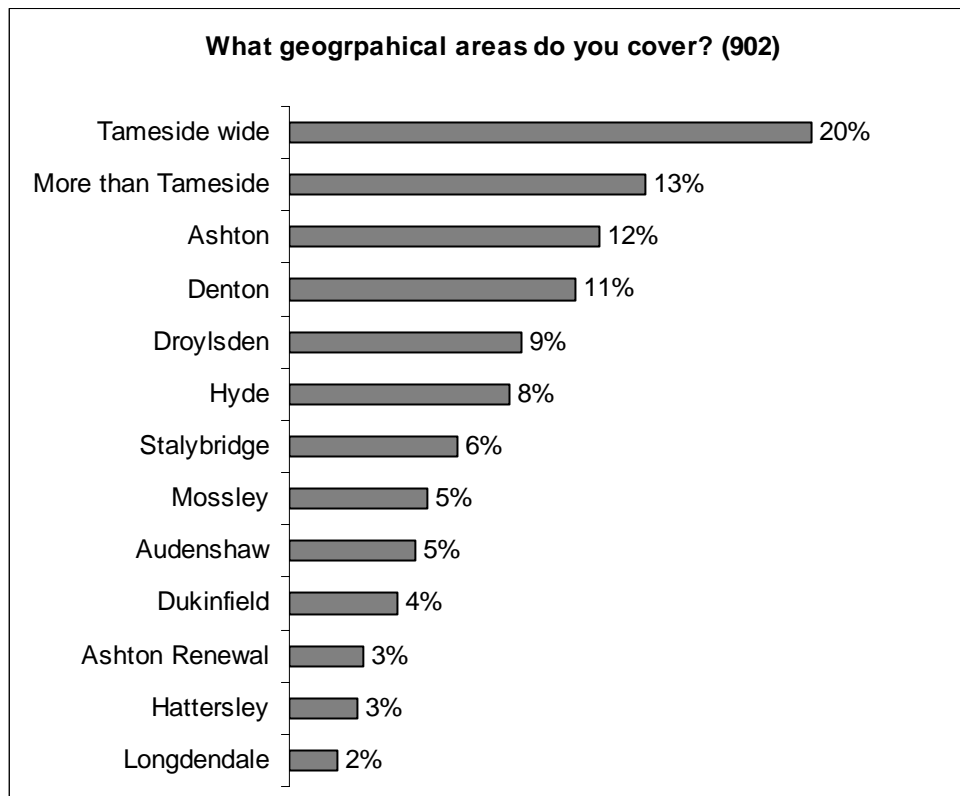 What geogrpahical areas do you cover? (902)
Tameside wide 20%
More than Tameside 13%
Ashton 12%
Denton 11%
Droylsden 9%
Hyde 8%
Stalybridge 6%
Mossley 5%
Audenshaw 5%
Dukinfield 4%
Ashton Renewal 3%
Hattersley 3%
Longdendale 2%